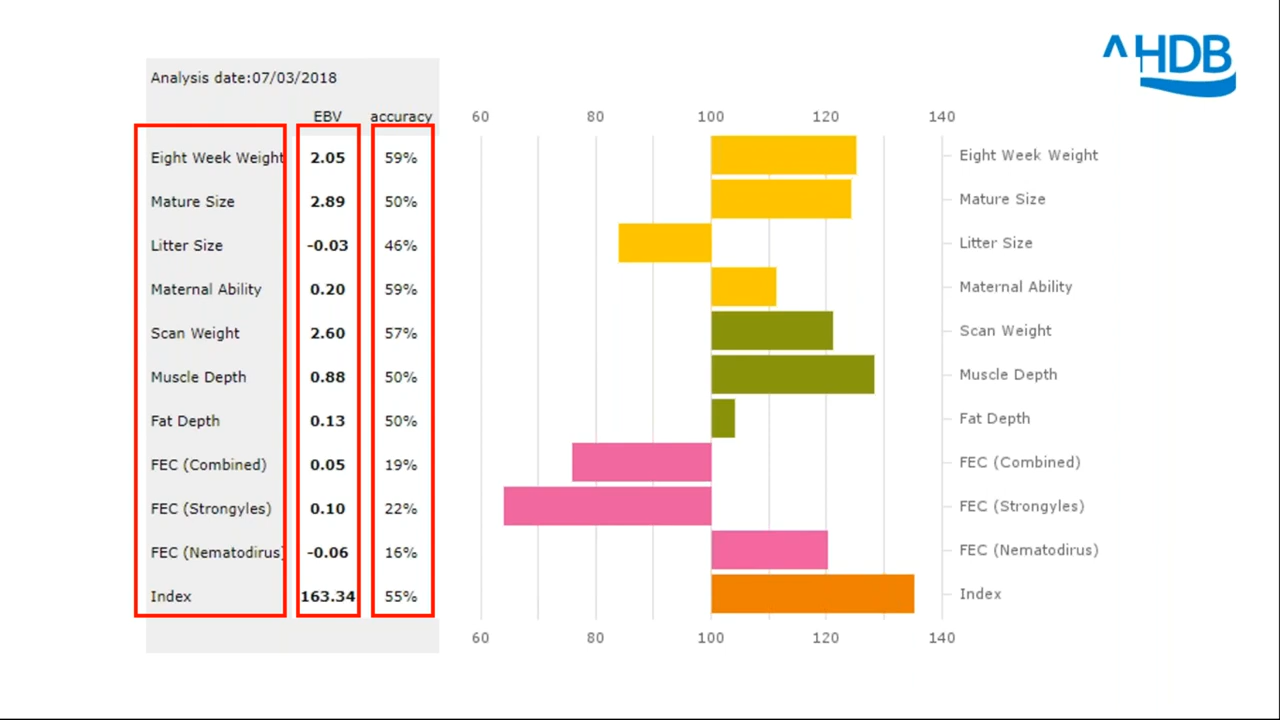 AHDB
Analysis date:07/03/2018
EBV accuracy 60 80 100 120 140
Eight Week Weight 2.05 59% Eight Week Weight
Mature Size 2.89 50% Mature Size
Litter Size -0.03 46% Litter Size
Maternal Ability 0.20 59% Maternal Ability
Scan Weight 2.60 57% Scan Weight
Muscle Depth 0.88 50% Muscle Depth
Fat Depth 0.13 50% Fat Depth
FEC (Combined) 0.05 19% FEC (Combined)
FEC (Strongyles) 0.10 22% FEC (Strongyles)
FEC (Nematodirus) -0.06 16% FEC (Nematodirus)
Index 163.34 55% Index
60 80 100 120 140